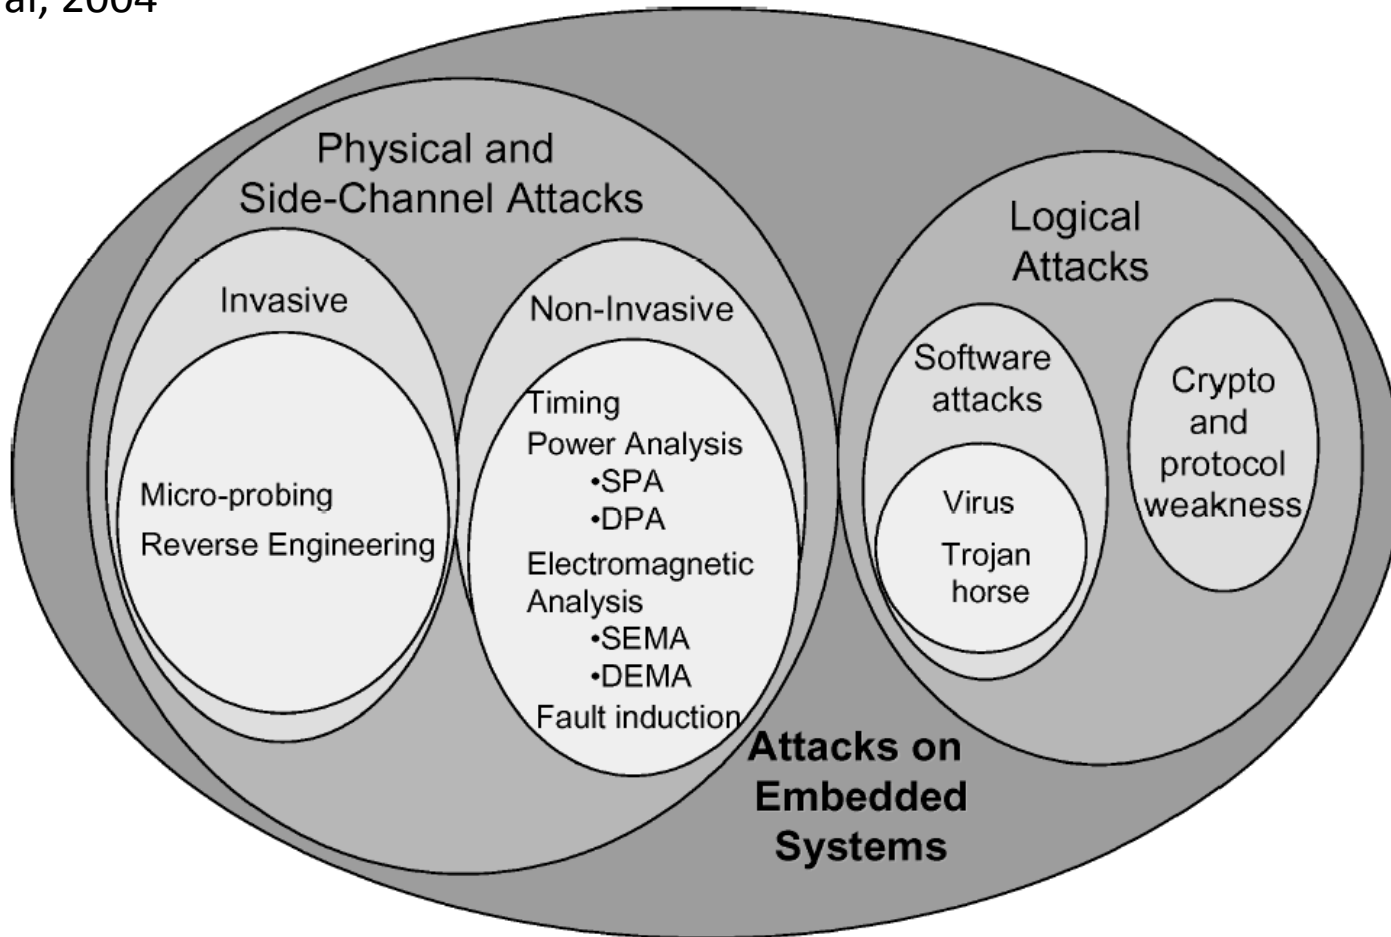 al, 2004
Physical and
Side-Channel Attacks
Invasive
Micro-probing
Reverse Engineering
Non-Invasive
Timing
Power Analysis
•SPA
•DPA
Electromagnetic
Analysis
•SEMA
•DEMA
Fault induction
Logical
Attacks
Software
attacks
Virus
Trojan
horse
Crypto
and
protocol
weakness
Attacks on
Embedded
Systems